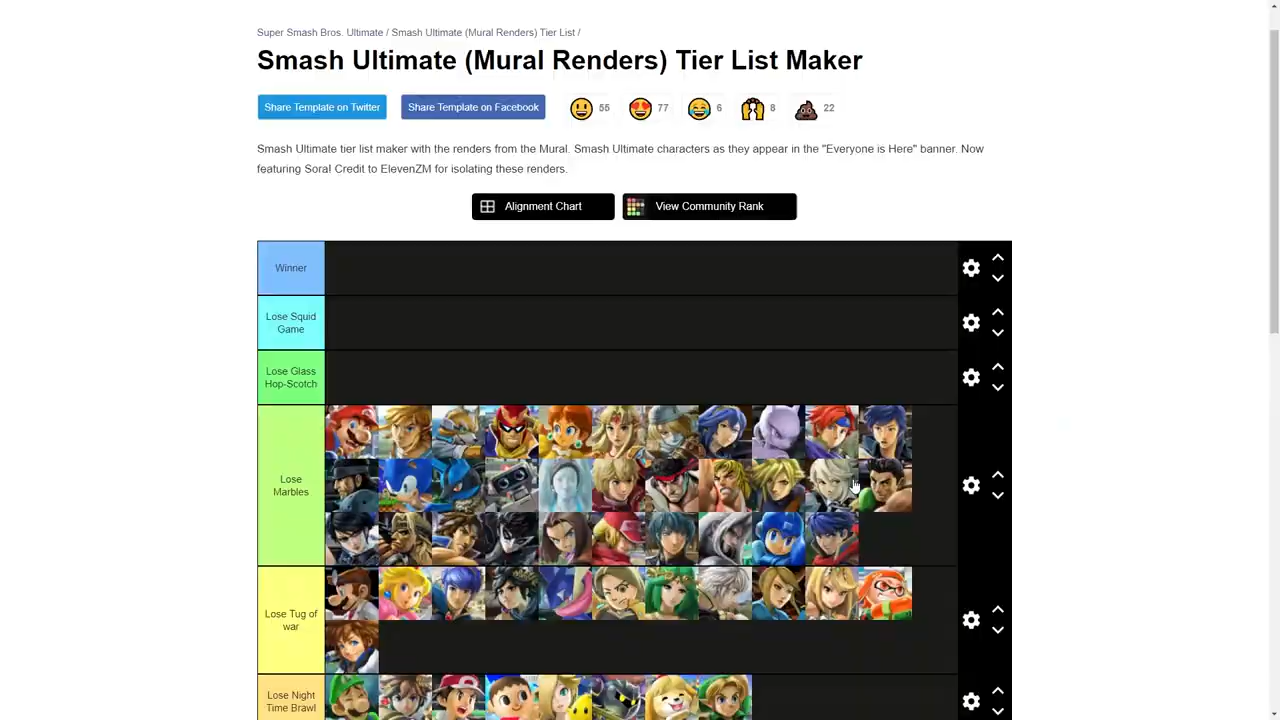 Super Smash Bros. Ultimate / Smash Ultimate (Mural Renders) Tier List /
Smash Ultimate (Mural Renders) Tier List Maker
Share Template on Twitter
Share Template on Facebook
55
77
6
8
22
Smash Ultimate tier list maker with the renders from the Mural. Smash Ultimate characters as they appear in the "Everyone is Here" banner. Now
featuring Sora! Credit to ElevenZM for isolating these renders.
Alignment Chart
View Community Rank
Winner
Lose Squid
Game
Lose Glass
Hop-Scotch
Lose
Marbles
Lose Tug of
war
Lose Night
Time Brawl